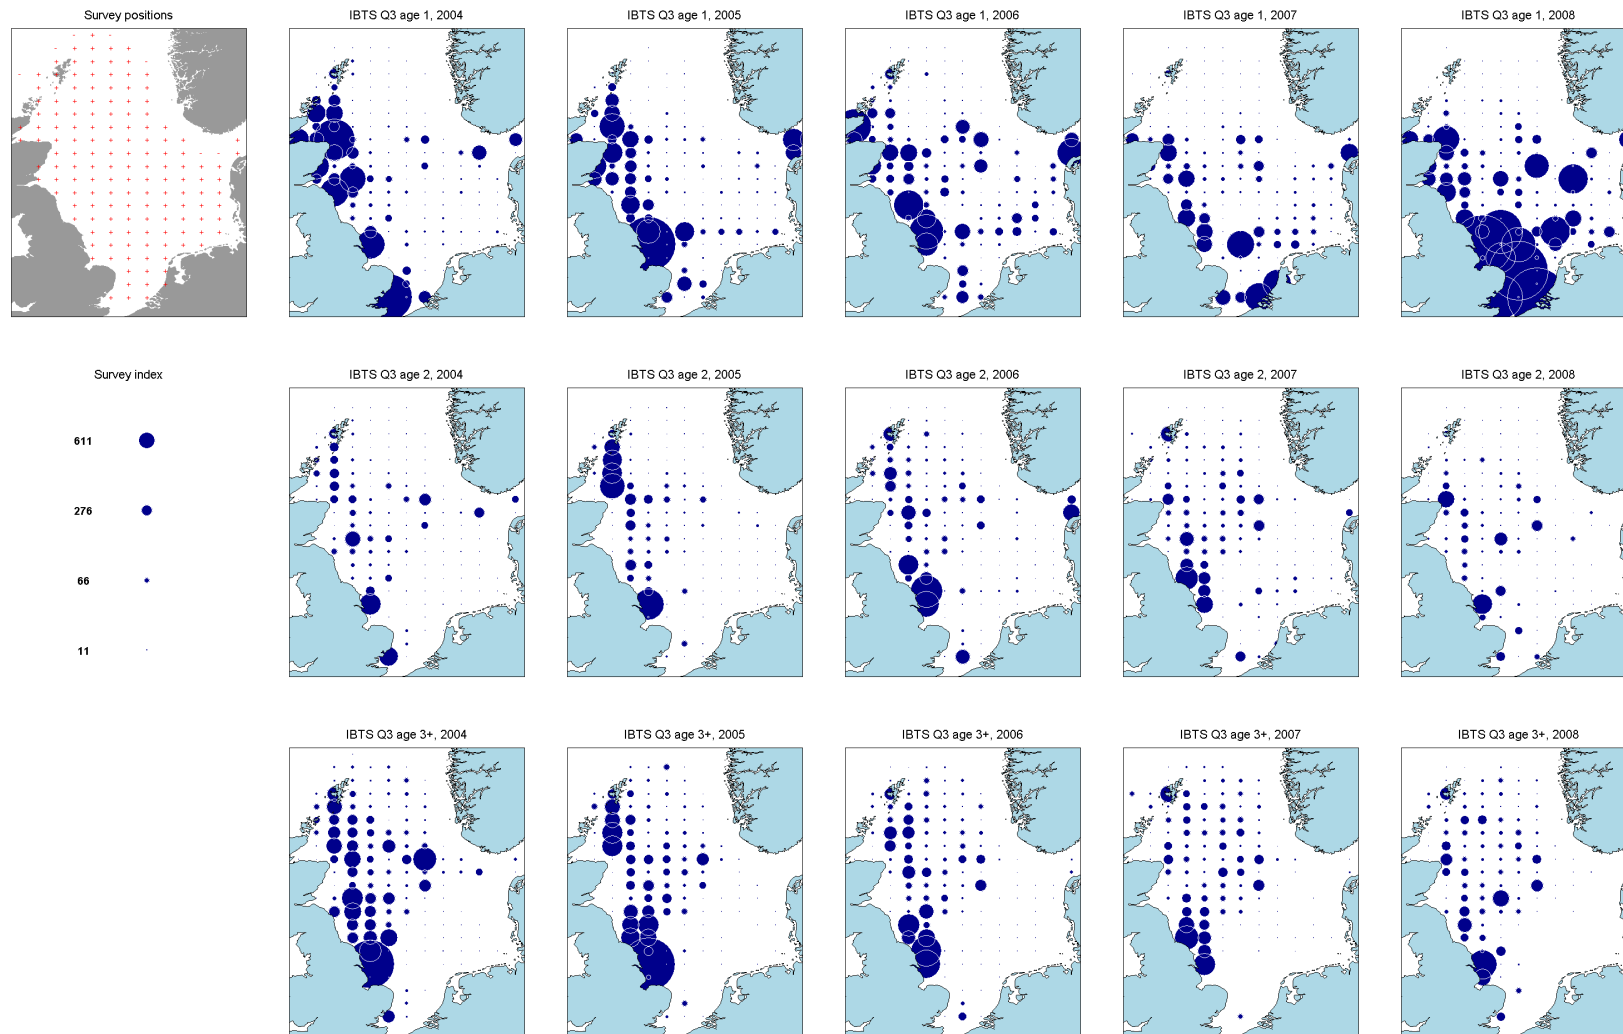 Survey positions
IBTS Q3 age 1, 2004
IBTS Q3 age 1, 2005
IBTS Q3 age 1, 2006
IBTS Q3 age 1, 2007
IBTS Q3 age 1, 2008
Survey index
611
276
66
11
IBTS Q3 age 2, 2004
IBTS Q3 age 2, 2005
IBTS Q3 age 2, 2006
IBTS Q3 age 2, 2007
IBTS Q3 age 2, 2008
IBTS Q3 age 3+, 2004
IBTS Q3 age 3+, 2005
IBTS Q3 age 3+, 2006
IBTS Q3 age 3+, 2007
IBTS Q3 age 3+, 2008